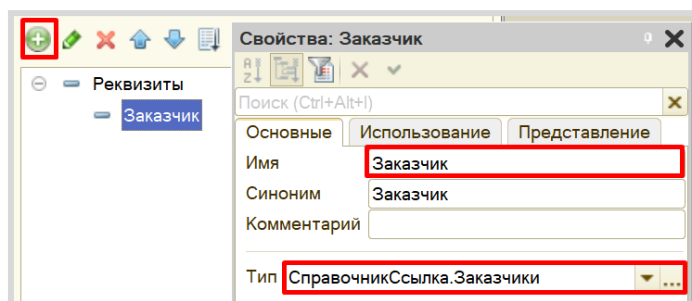 Свойства: Заказчик
Реквизиты
Заказчик
Поиск (Ctrl+Alt+I)
Основные Использование Представление
Имя Заказчик
Синоним Заказчик
Комментарий
Тип СправочникСсылка.Заказчики ...